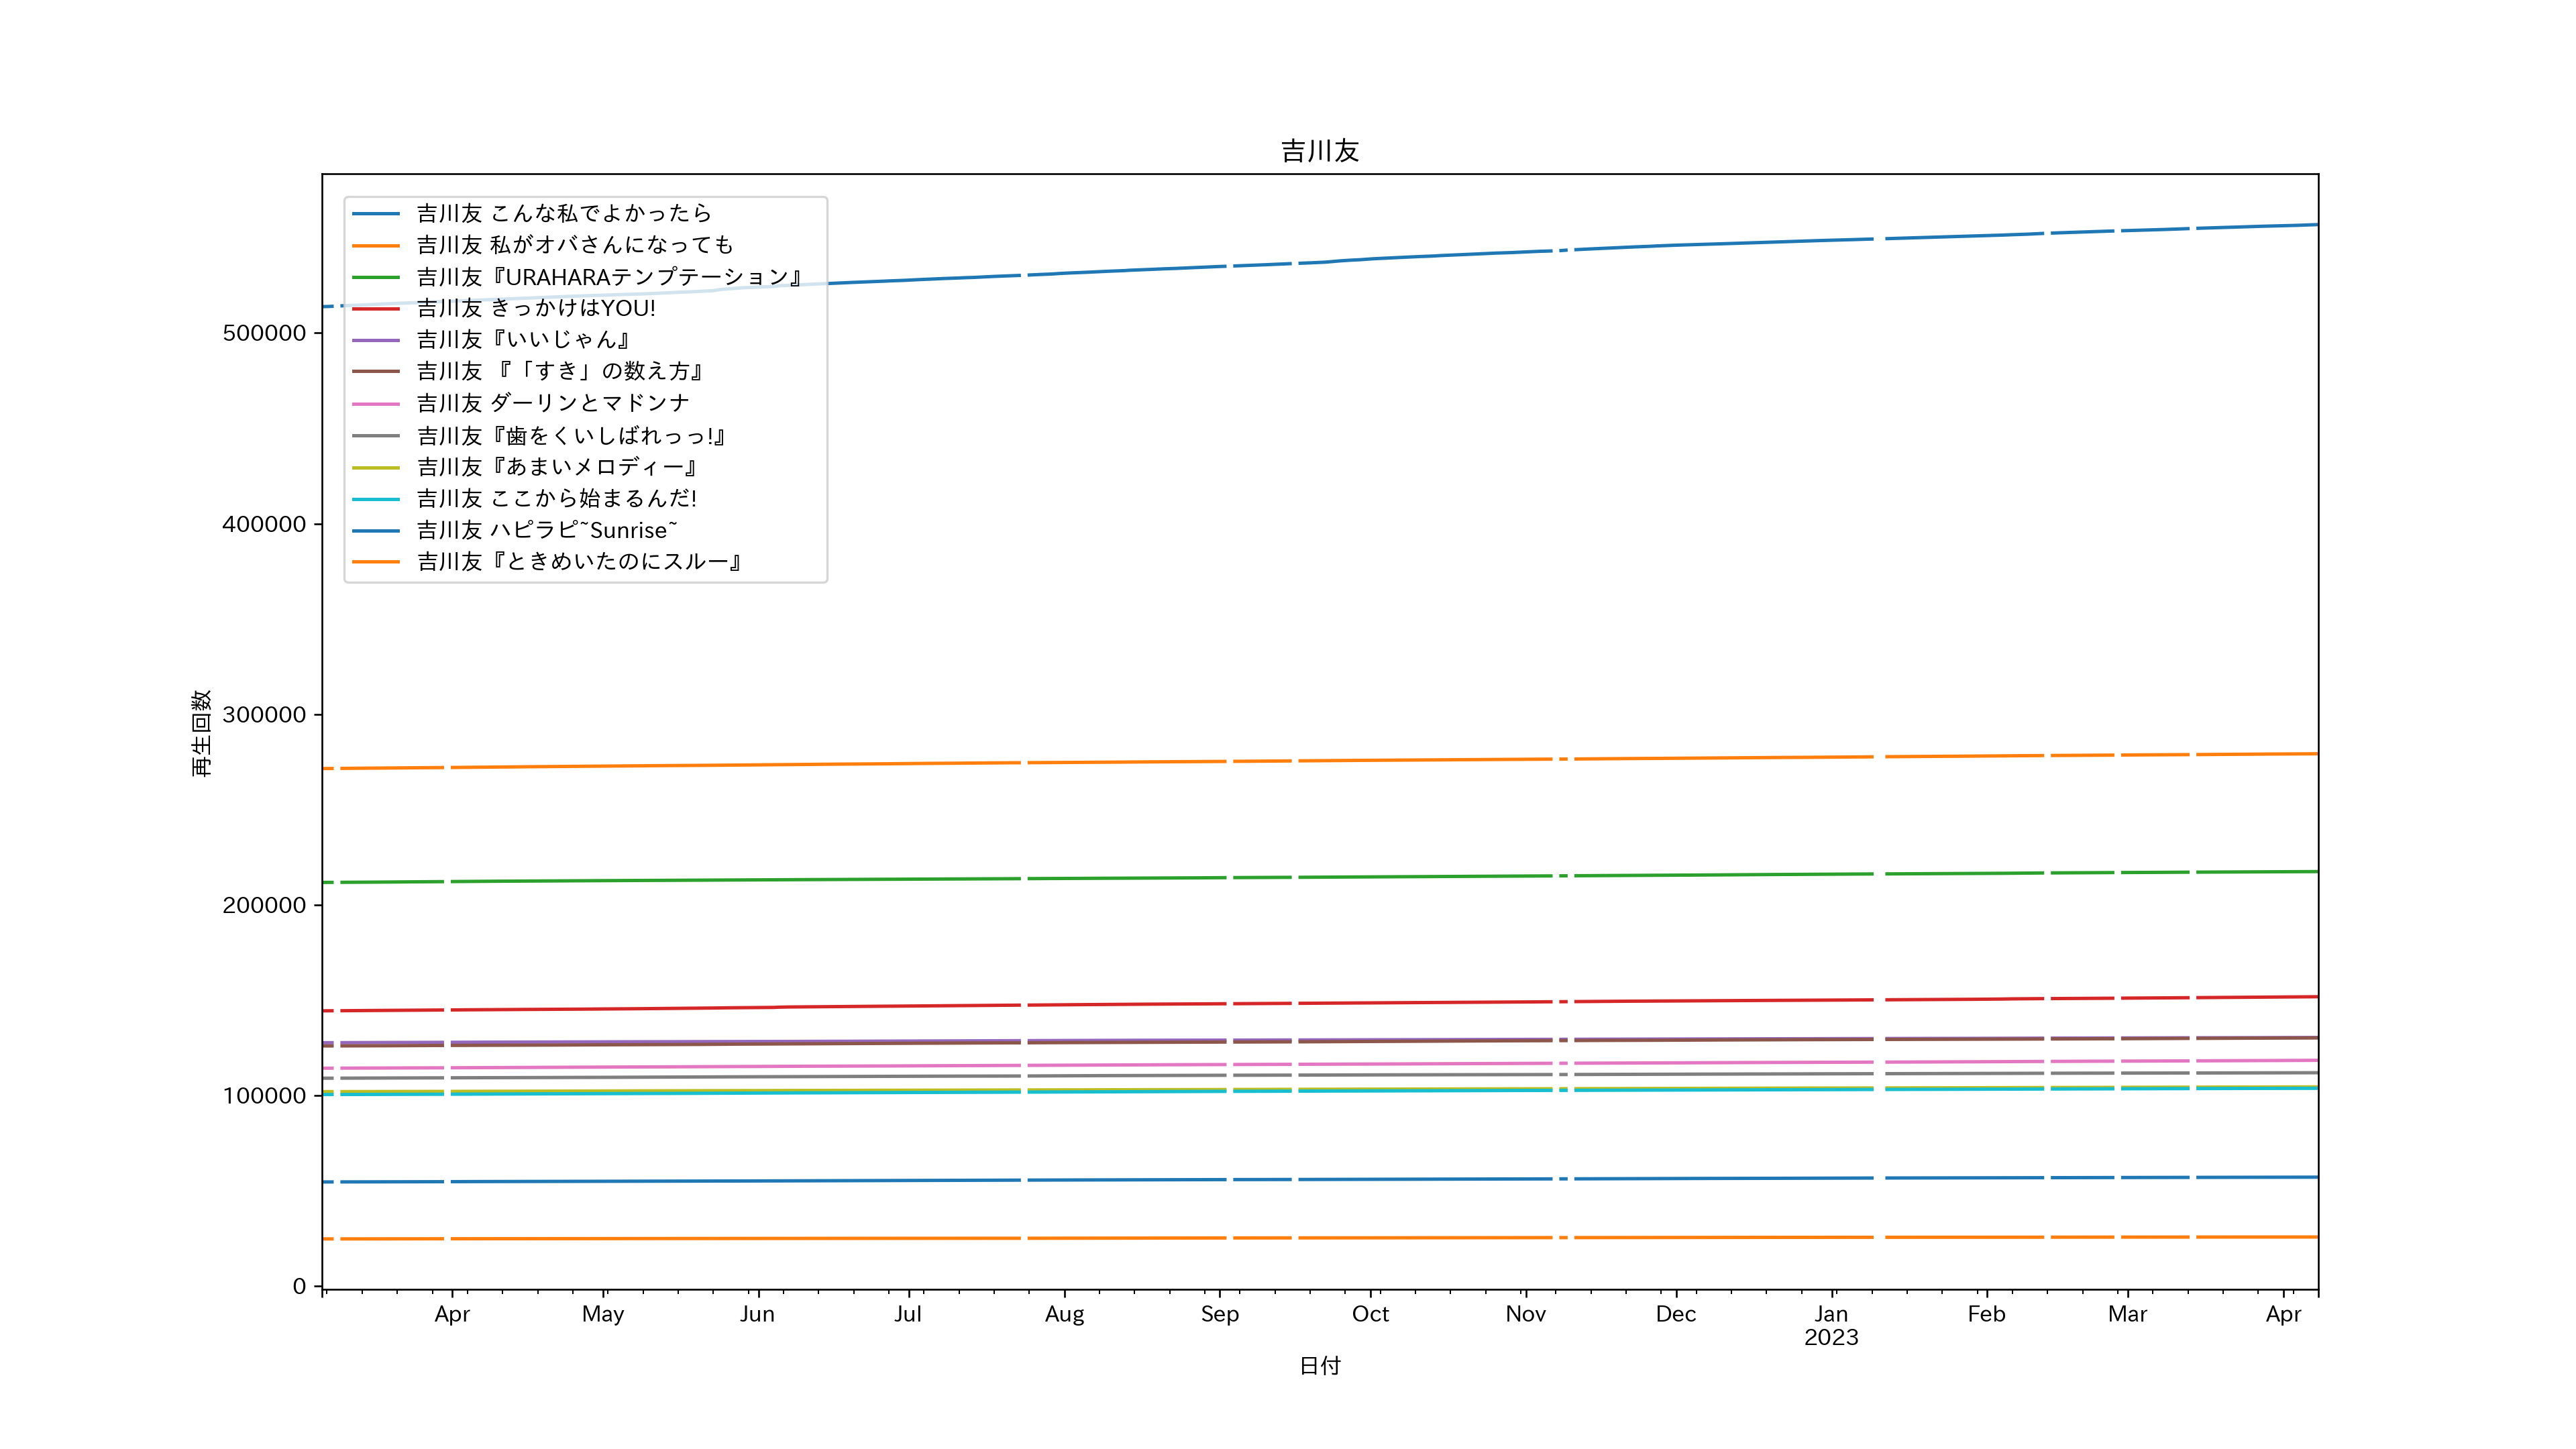 吉川友
吉川友 こんな私でよかったら
吉川友 私がオバさんになっても
吉川友『URAHARAテンプテーション』
吉川友 きっかけはYOU!
吉川友『いいじゃん』
吉川友 『「すき」の数え方』
吉川友 ダーリンとマドンナ
吉川友『歯をくいしばれっっ!』
吉川友『あまいメロディー』
吉川友 ここから始まるんだ!
吉川友 ハピラピ~Sunrise~
吉川友『ときめいたのにスルー』
再生回数
500000
400000
300000
200000
100000
0
Apr May Jun Jul Aug Sep Oct Nov Dec Jan Feb Mar Apr
2023
日付